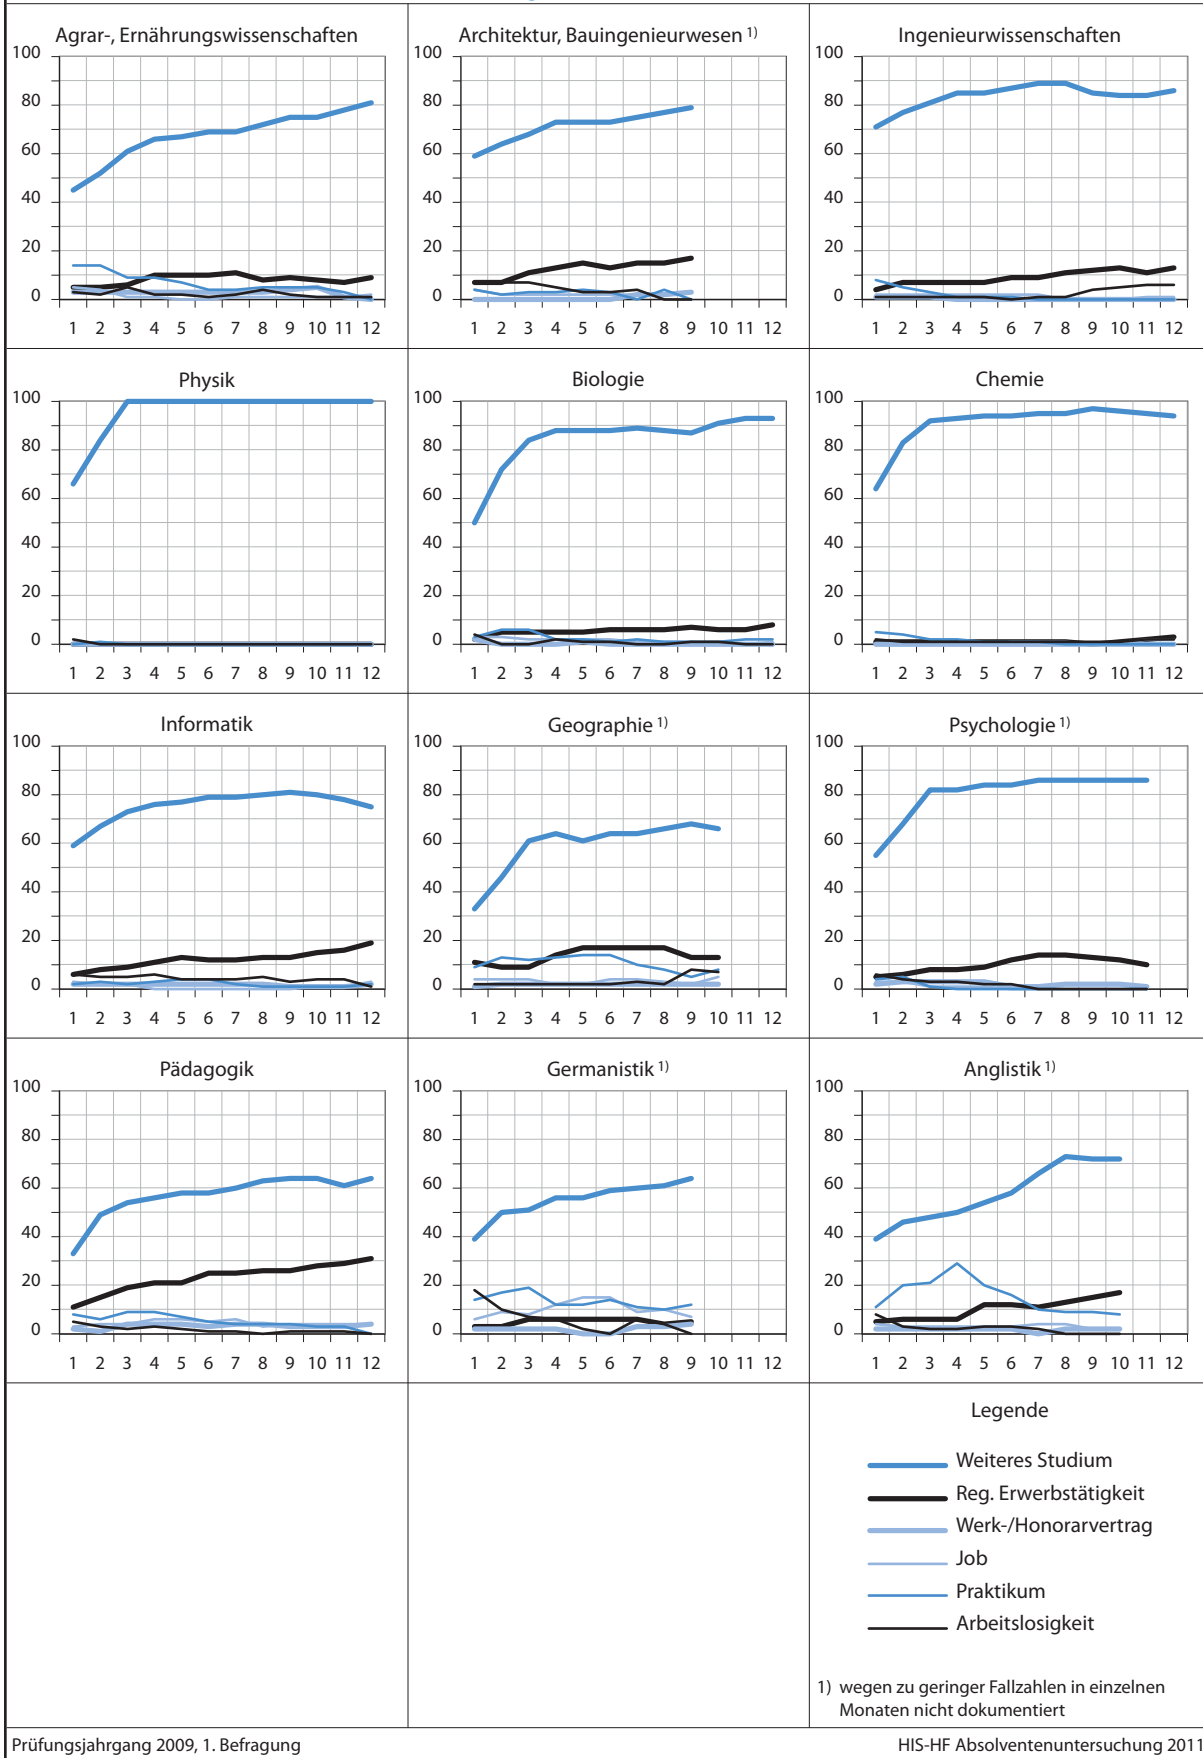 Agrar-, Ernährungswissenschaften
100
80
60
40
20
0
1 2 3 4 5 6 7 8 9 10 11 12
Architektur, Bauingenieurwesen 1)
100
80
60
40
20
0
1 2 3 4 5 6 7 8 9 10 11 12
Ingenieurwissenschaften
100
80
60
40
20
0
1 2 3 4 5 6 7 8 9 10 11 12
Physik
100
80
60
40
20
0
1 2 3 4 5 6 7 8 9 10 11 12
Biologie
100
80
60
40
20
0
1 2 3 4 5 6 7 8 9 10 11 12
Chemie
100
80
60
40
20
0
1 2 3 4 5 6 7 8 9 10 11 12
Informatik
100
80
60
40
20
0
1 2 3 4 5 6 7 8 9 10 11 12
Geographie 1)
100
80
60
40
20
0
1 2 3 4 5 6 7 8 9 10 11 12
Psychologie 1)
100
80
60
40
20
0
1 2 3 4 5 6 7 8 9 10 11 12
Pädagogik
100
80
60
40
20
0
1 2 3 4 5 6 7 8 9 10 11 12
Germanistik 1)
100
80
60
40
20
0
1 2 3 4 5 6 7 8 9 10 11 12
Anglistik 1)
100
80
60
40
20
0
1 2 3 4 5 6 7 8 9 10 11 12
Legende
Weiteres Studium
Reg. Erwerbstätigkeit
Werk-/Honorarvertrag
Job
Praktikum
Arbeitslosigkeit
1) wegen zu geringer Fallzahlen in einzelnen
Monaten nicht dokumentiert
Prüfungsjahrgang 2009, 1. Befragung
HIS-HF Absolventenuntersuchung 2011